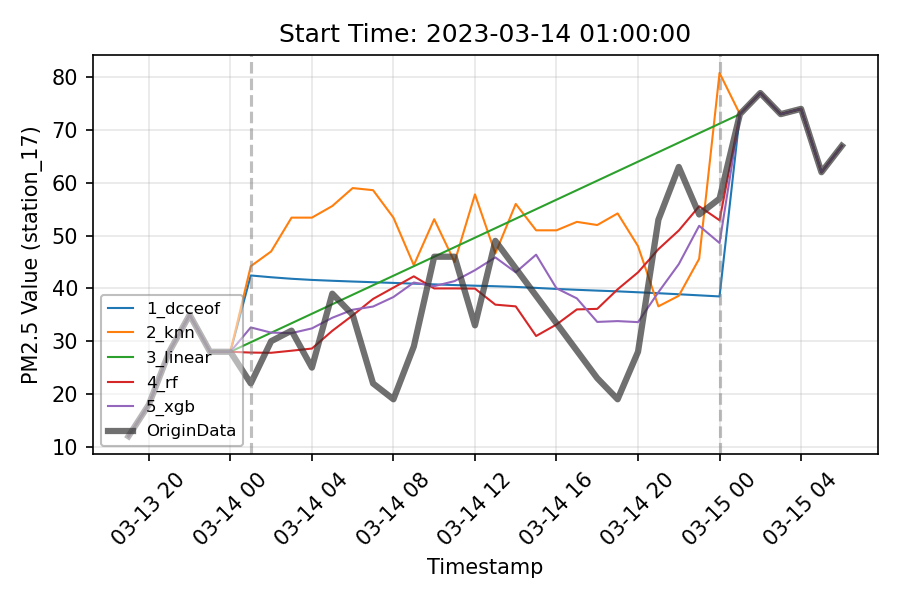 Start Time: 2023-03-14 01:00:00
PM2.5 Value (station_17)
80
70
60
50
40
30
20
10
1_dcceof
2_knn
3_linear
4_rf
5_xgb
OriginData
03-13 20
03-14 00
03-14 04
03-14 08
03-14 12
03-14 16
03-14 20
03-15 00
03-15 04
Timestamp